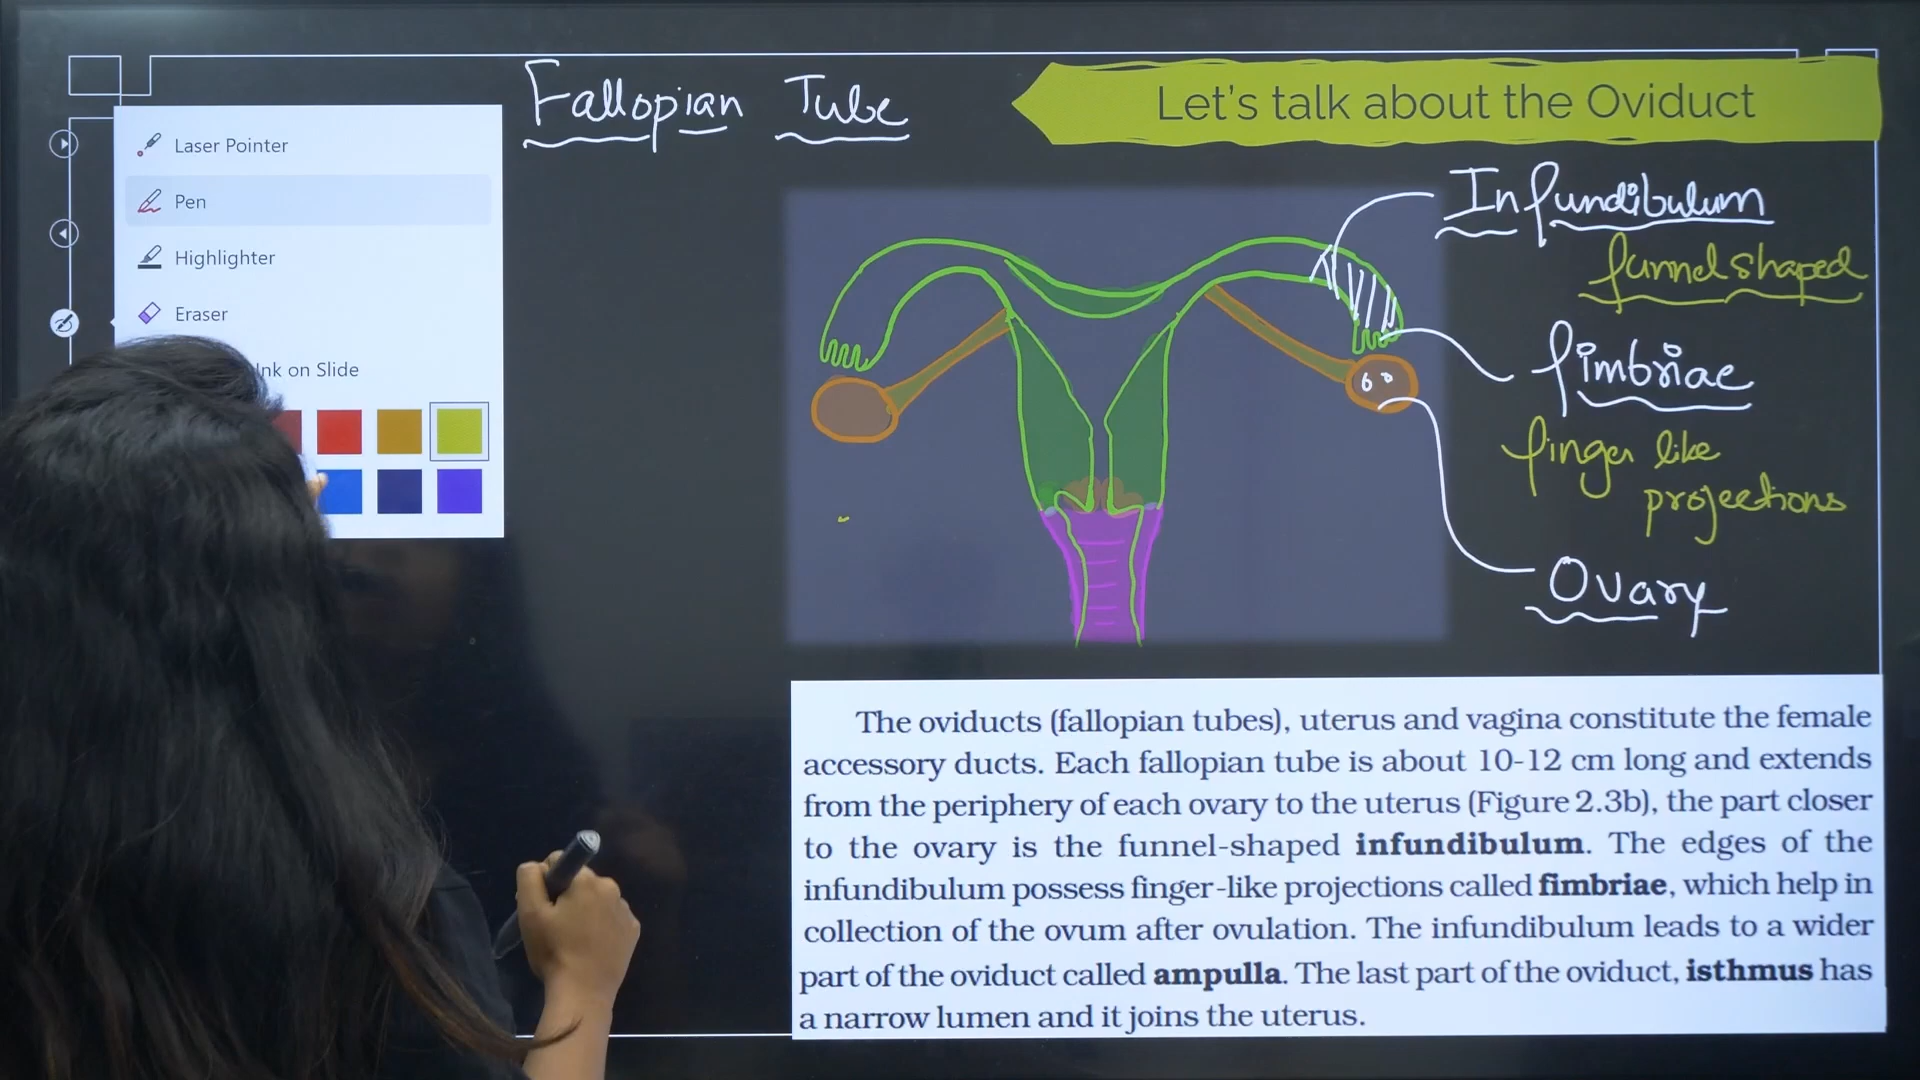 Fallopian Tube
Let's talk about the Oviduct
Laser Pointer
Pen
Highlighter
Eraser
Ink on Slide
Infundibulum
funnel shaped
fimbriae
finger like
projections
Ovary
The oviducts (fallopian tubes), uterus and vagina constitute the female
accessory ducts. Each fallopian tube is about 10-12 cm long and extends
from the periphery of each ovary to the uterus (Figure 2.3b), the part closer
to the ovary is the funnel-shaped infundibulum. The edges of the
infundibulum possess finger-like projections called fimbriae, which help in
collection of the ovum after ovulation. The infundibulum leads to a wider
part of the oviduct called ampulla. The last part of the oviduct, isthmus has
a narrow lumen and it joins the uterus.